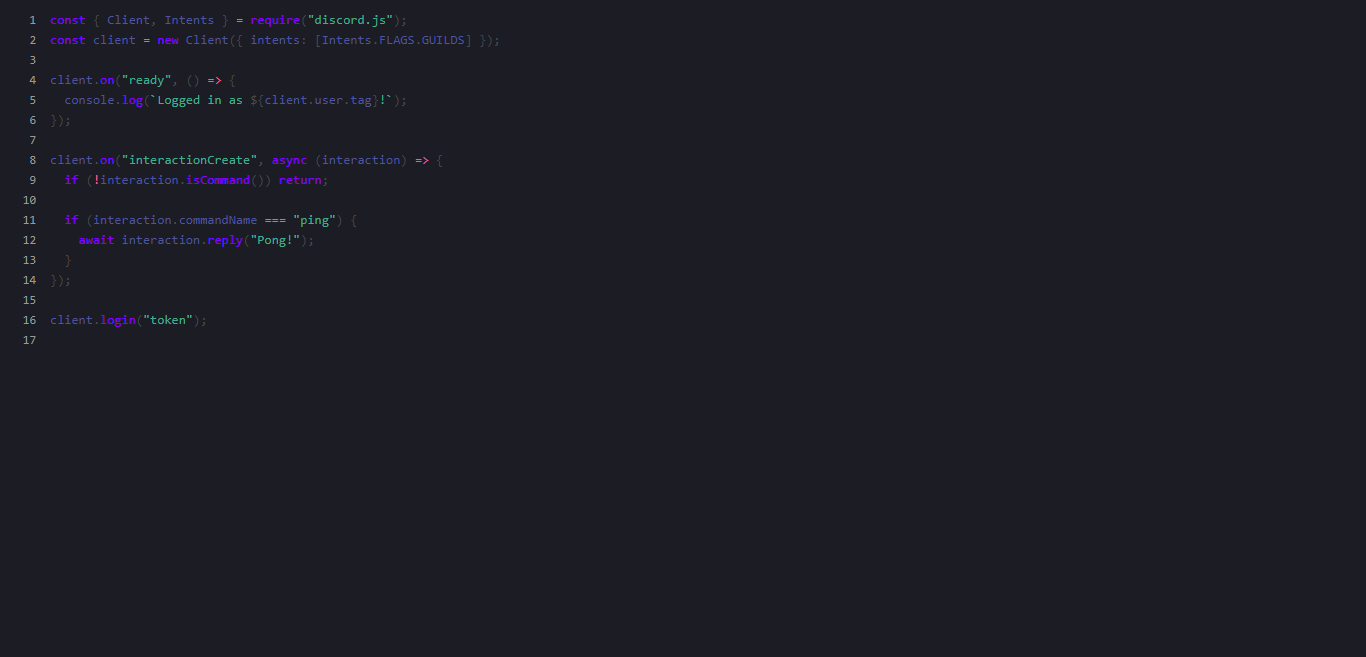 1 const { Client, Intents } = require("discord.js");
2 const client = new Client({ intents: [Intents.FLAGS.GUILDS] });
3
4 client.on("ready", () => {
5   console.log(`Logged in as ${client.user.tag}!`);
6 });
7
8 client.on("interactionCreate", async (interaction) => {
9   if (!interaction.isCommand()) return;
10
11   if (interaction.commandName === "ping") {
12     await interaction.reply("Pong!");
13   }
14 });
15
16 client.login("token");
17